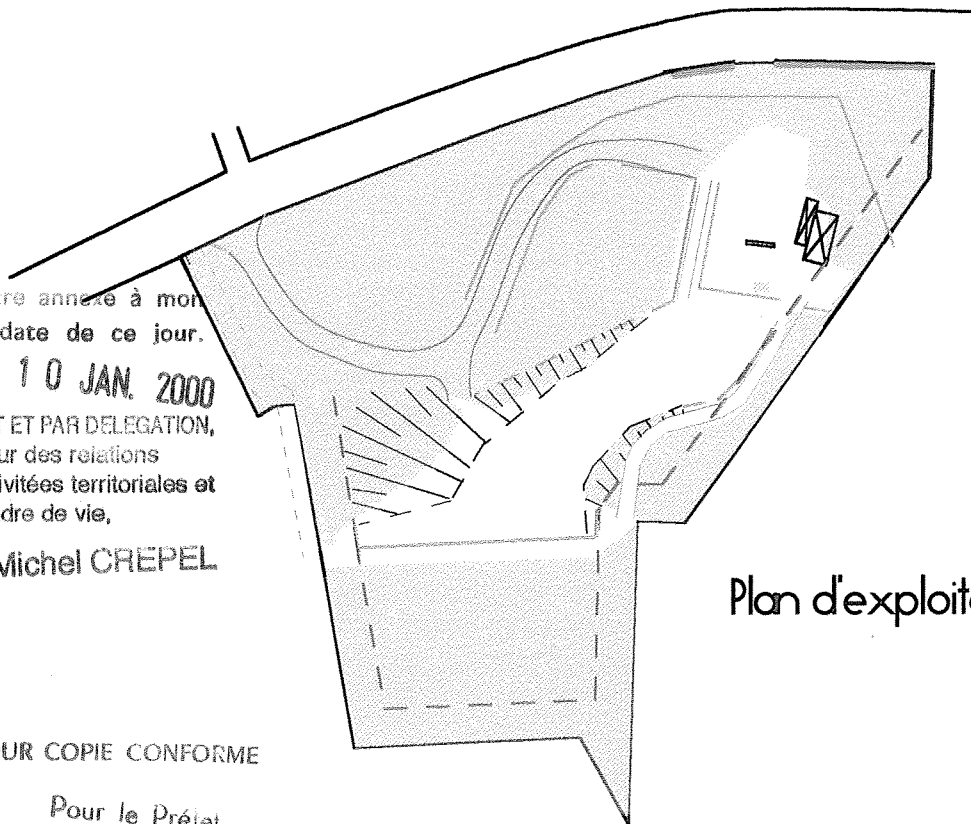 re annexe à mon
date de ce jour.
10 JAN. 2000
T ET PAR DELEGATION,
ur des relations
ivitées territoriales et
dre de vie,
Michel CREPEL
Plan d'exploit
UR COPIE CONFORME
Pour le Préfet